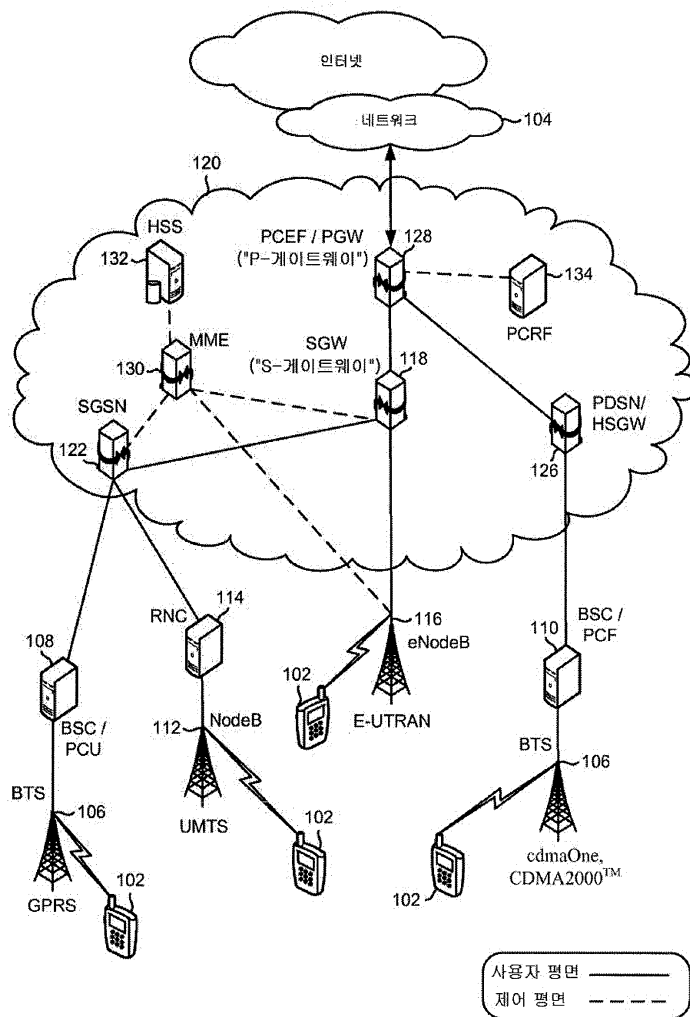 인터넷
네트워크
104
120
HSS
132
PCEF / PGW
("P-게이트웨이")
128
134
PCRF
MME
130
SGW
("S-게이트웨이")
118
SGSN
122
PDSN/
HSGW
126
RNC
114
116
eNodeB
108
110
BSC /
PCF
BSC /
PCU
112
NodeB
102
E-UTRAN
BTS
106
UMTS
102
BTS
106
GPRS
102
102
cdmaOne,
CDMA2000™
사용자 평면
제어 평면